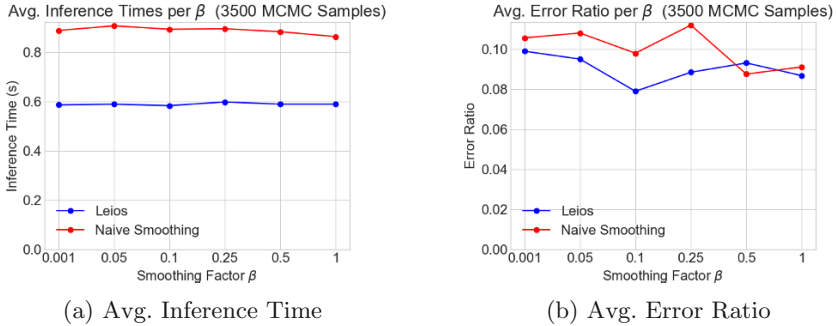 Avg. Inference Times per β (3500 MCMC Samples)
Inference Time (s)
0.8
0.6
0.4
0.2
0.0
Leios
Naive Smoothing
0.001 0.05 0.1 0.25 0.5 1
Smoothing Factor β
(a) Avg. Inference Time
Avg. Error Ratio per β (3500 MCMC Samples)
Error Ratio
0.10
0.08
0.06
0.04
0.02
0.00
Leios
Naive Smoothing
0.001 0.05 0.1 0.25 0.5 1
Smoothing Factor β
(b) Avg. Error Ratio